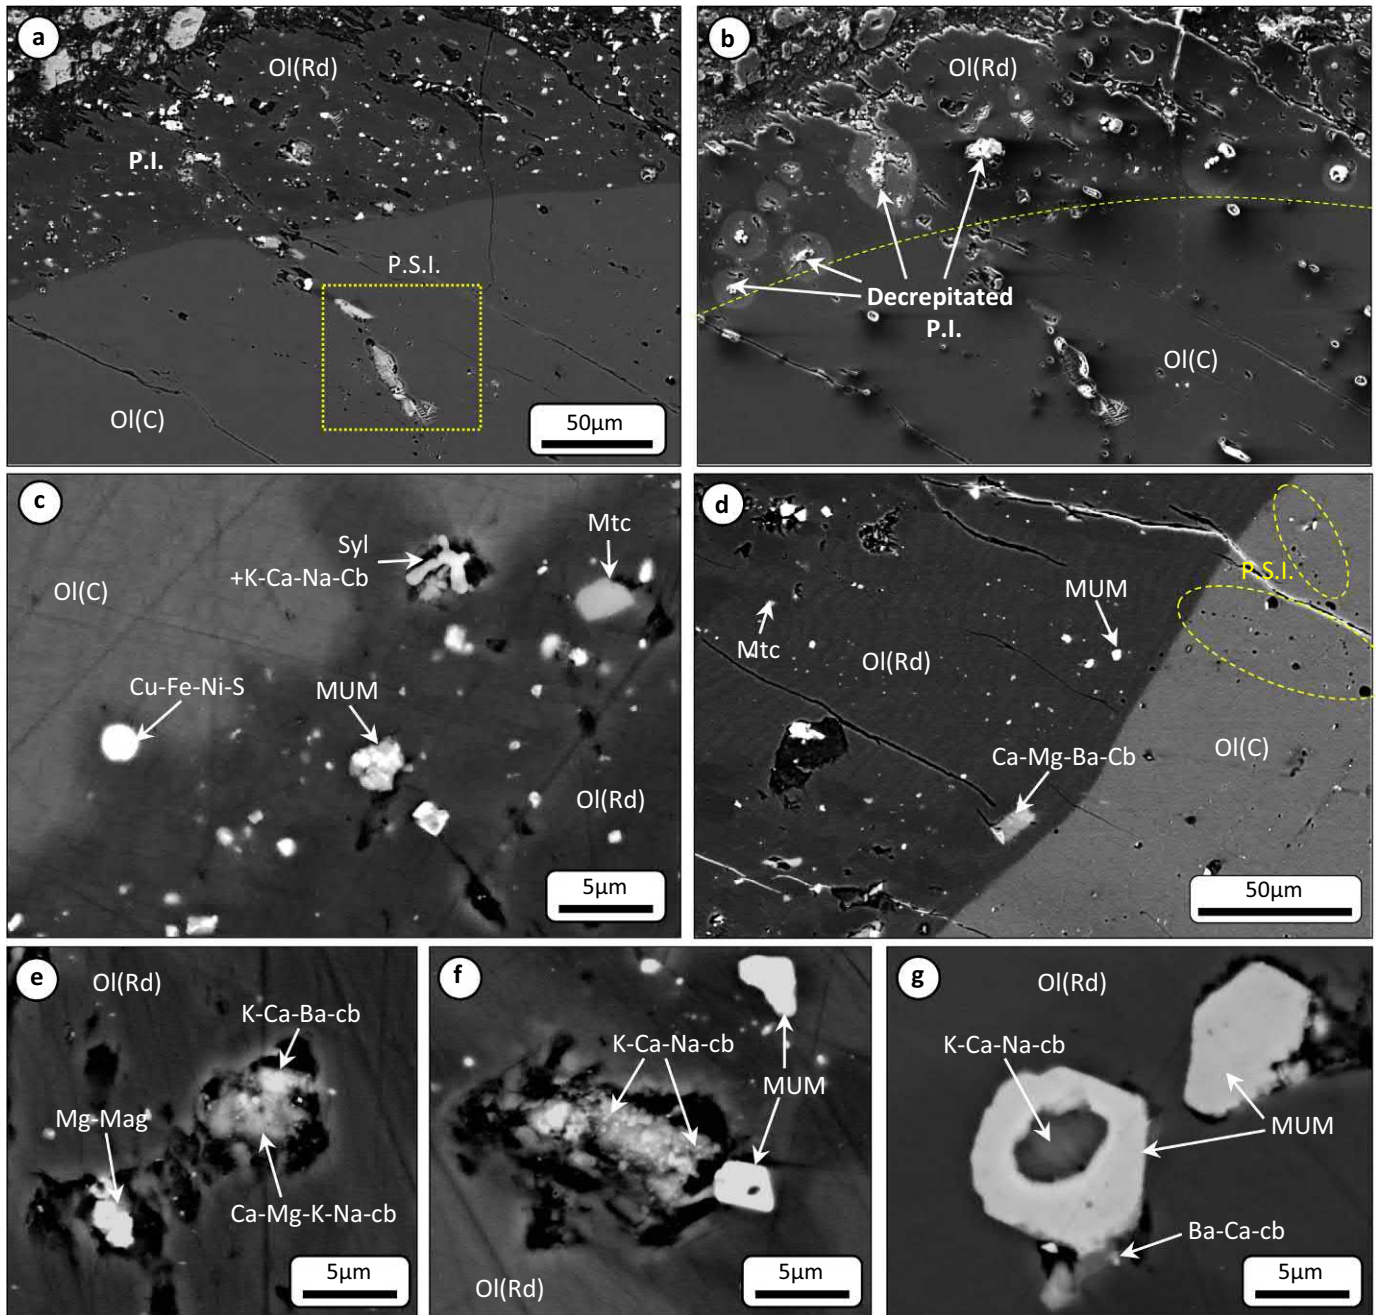 a
Ol(Rd)
P.I.
P.S.I.
Ol(C)
50µm
b
Ol(Rd)
Decrepitated
P.I.
Ol(C)
c
Ol(C)
Syl
+K-Ca-Na-Cb
Mtc
Cu-Fe-Ni-S
MUM
Ol(Rd)
5µm
d
P.S.I.
MUM
Mtc
Ol(Rd)
Ol(C)
Ca-Mg-Ba-Cb
50µm
e
Ol(Rd)
K-Ca-Ba-cb
Mg-Mag
Ca-Mg-K-Na-cb
5µm
f
K-Ca-Na-cb
MUM
Ol(Rd)
5µm
g
Ol(Rd)
K-Ca-Na-cb
MUM
Ba-Ca-cb
5µm